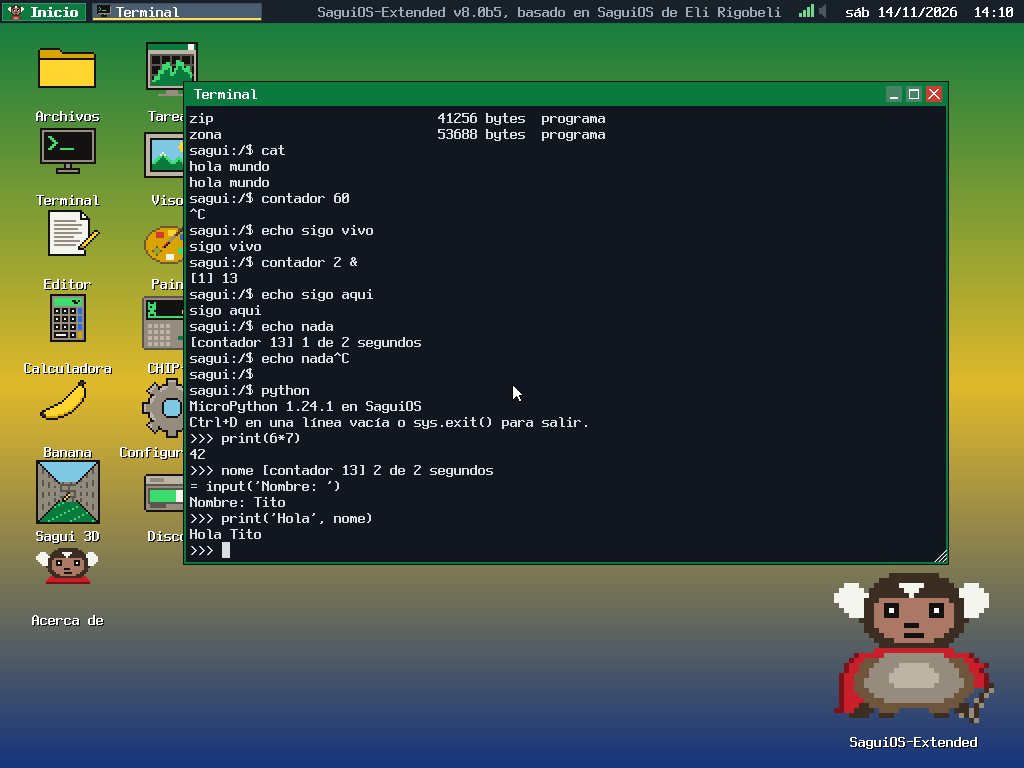 Inicio
Terminal
SaguiOS-Extended v8.0b5, basado en SaguiOS de Eli Rigobeli
sáb 14/11/2026 14:10
Archivos
Tarea
Terminal
Viso
Editor
Pain
Calculadora
CHIP-
Banana
Configur
Sagui 3D
Disco
Acerca de
Terminal
zip 41256 bytes programa
zona 53688 bytes programa
sagui:/$ cat
hola mundo
hola mundo
sagui:/$ contador 60
^C
sagui:/$ echo sigo vivo
sigo vivo
sagui:/$ contador 2 &
[1] 13
sagui:/$ echo sigo aqui
sigo aqui
sagui:/$ echo nada
[contador 13] 1 de 2 segundos
sagui:/$ echo nada^C
sagui:/$
sagui:/$ python
MicroPython 1.24.1 en SaguiOS
Ctrl+D en una línea vacía o sys.exit() para salir.
>>> print(6*7)
42
>>> nome [contador 13] 2 de 2 segundos
= input('Nombre: ')
Nombre: Tito
>>> print('Hola', nome)
Hola Tito
>>>
SaguiOS-Extended